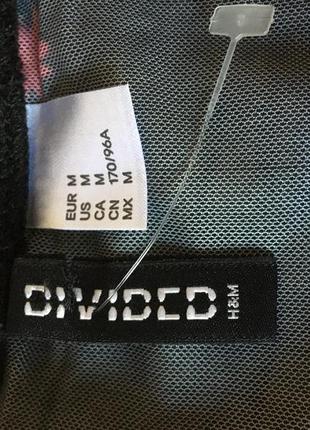 EUR M
US M
CA M
CN 170/96A
MX M
DIVIDED
H&M